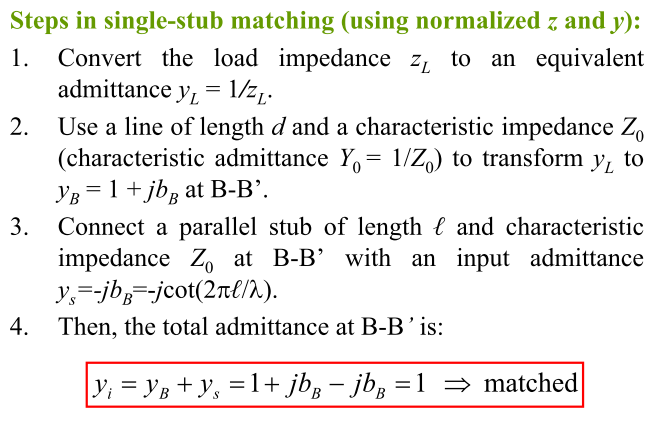 Steps in single-stub matching (using normalized z and y):
1. Convert the load impedance z_L to an equivalent
admittance y_L = 1/z_L.
2. Use a line of length d and a characteristic impedance Z_0
(characteristic admittance Y_0 = 1/Z_0) to transform y_L to
y_B = 1 + jb_B at B-B’.
3. Connect a parallel stub of length ℓ and characteristic
impedance Z_0 at B-B’ with an input admittance
y_s=-jb_B=-jcot(2πℓ/λ).
4. Then, the total admittance at B-B’ is:
y_i = y_B + y_s = 1 + jb_B − jb_B = 1 ⇒ matched